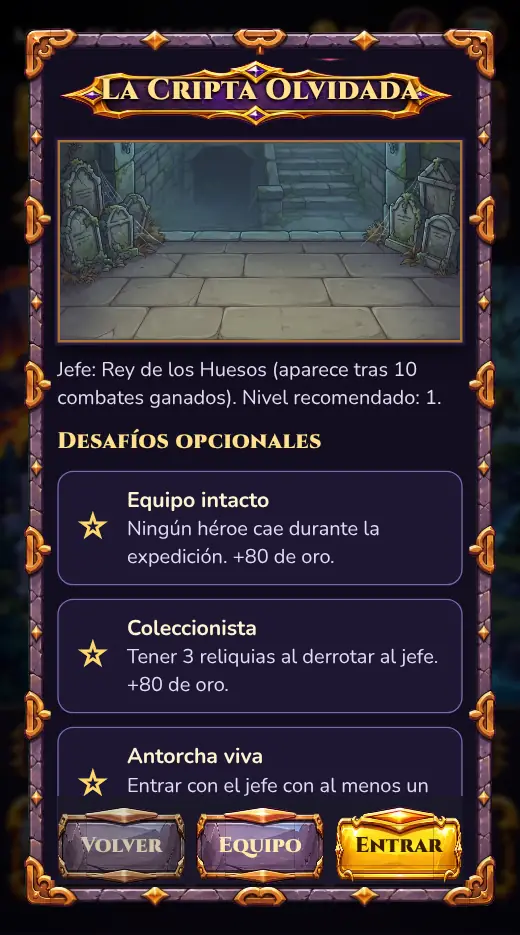 La Cripta Olvidada
Jefe: Rey de los Huesos (aparece tras 10
combates ganados). Nivel recomendado: 1.
Desafíos opcionales
Equipo intacto
Ningún héroe cae durante la
expedición. +80 de oro.
Coleccionista
Tener 3 reliquias al derrotar al jefe.
+80 de oro.
Antorcha viva
Entrar con el jefe con al menos un
Volver
Equipo
Entrar